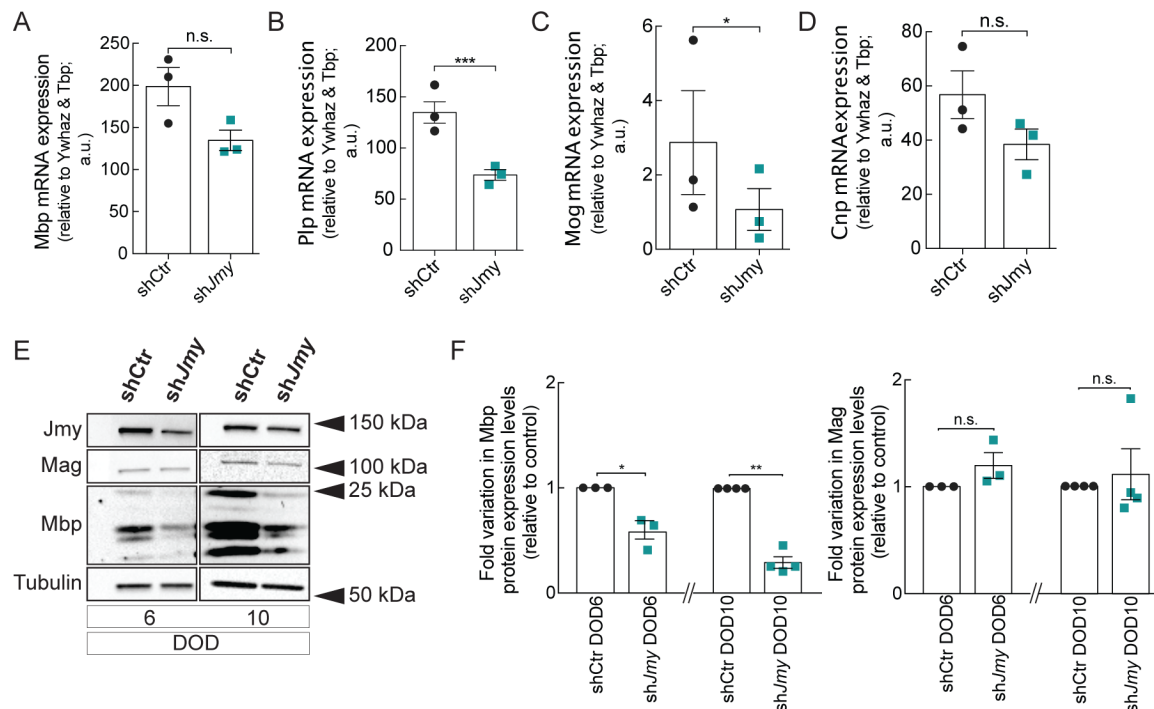 A
Mbp mRNA expression
(relative to Ywhaz & Tbp;
a.u.)
250
200
150
100
50
0
n.s.
shCtr
shJmy
B
Plp mRNA expression
(relative to Ywhaz & Tbp;
a.u.)
200
150
100
50
0
***
shCtr
shJmy
C
Mog mRNA expression
(relative to Ywhaz & Tbp;
a.u.)
6
4
2
0
*
shCtr
shJmy
D
Cnp mRNAexpression
(relative to Ywhaz & Tbp;
a.u.)
80
60
40
20
0
n.s.
shCtr
shJmy
E
shCtr
shJmy
shCtr
shJmy
Jmy
150 kDa
Mag
100 kDa
25 kDa
Mbp
Tubulin
50 kDa
6
10
DOD
F
Fold variation in Mbp
protein expression levels
(relative to control)
2
1
0
*
**
shCtr DOD6
shJmy DOD6
shCtr DOD10
shJmy DOD10
Fold variation in Mag
protein expression levels
(relative to control)
2
1
0
n.s.
n.s.
shCtr DOD6
shJmy DOD6
shCtr DOD10
shJmy DOD10